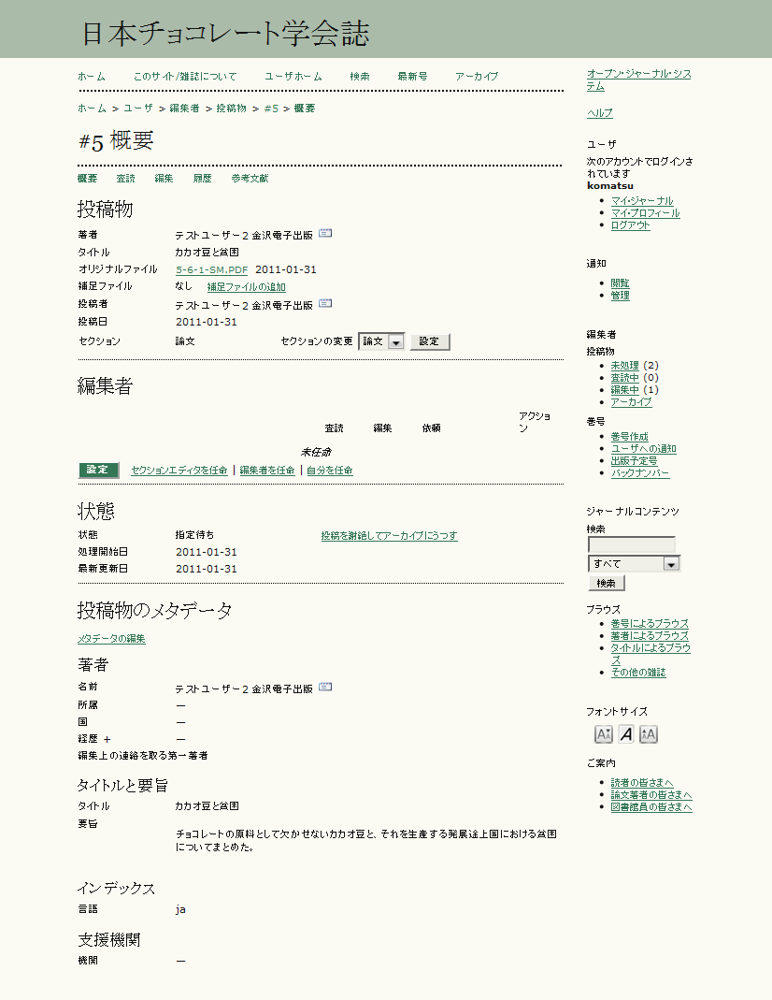 日本チョコレート学会誌
ホーム このサイト/雑誌について ユーザホーム 検索 最新号 アーカイブ
ホーム > ユーザ > 編集者 > 投稿物 > #5 > 概要
#5 概要
概要 査読 編集 履歴 参考文献
投稿物
著者 テストユーザー2 金沢電子出版
タイトル カカオ豆と貧困
オリジナルファイル 5-6-1-SM.PDF 2011-01-31
補足ファイル なし 補足ファイルの追加
投稿者 テストユーザー2 金沢電子出版
投稿日 2011-01-31
セクション 論文 セクションの変更 論文 設定
編集者
査読 編集 依頼 アクショ
ン
未任命
設定 セクションエディタを任命 | 編集者を任命 | 自分を任命
状態
状態 指定待ち 投稿を謝絶してアーカイブにうつす
処理開始日 2011-01-31
最新更新日 2011-01-31
投稿物のメタデータ
メタデータの編集
著者
名前 テストユーザー2 金沢電子出版
所属 —
国 —
経歴 + —
編集上の連絡を取る第一著者
タイトルと要旨
タイトル カカオ豆と貧困
要旨
チョコレートの原料として欠かせないカカオ豆と、それを生産する発展途上国における貧困
についてまとめた。
インデックス
言語 ja
支援機関
機関 —
オープン・ジャーナル・シス
テム
ヘルプ
ユーザ
次のアカウントでログインさ
れています
komatsu
マイ・ジャーナル
マイ・プロフィール
ログアウト
通知
閲覧
管理
編集者
投稿物
未処理 (2)
査読中 (0)
編集中 (1)
アーカイブ
巻号
巻号作成
ユーザへの通知
出版予定号
バックナンバー
ジャーナルコンテンツ
検索
すべて
検索
ブラウズ
巻号によるブラウズ
著者によるブラウズ
タイトルによるブラウ
ズ
その他の雑誌
フォントサイズ
AA A AA
ご案内
読者の皆さまへ
論文著者の皆さまへ
図書館員の皆さまへ